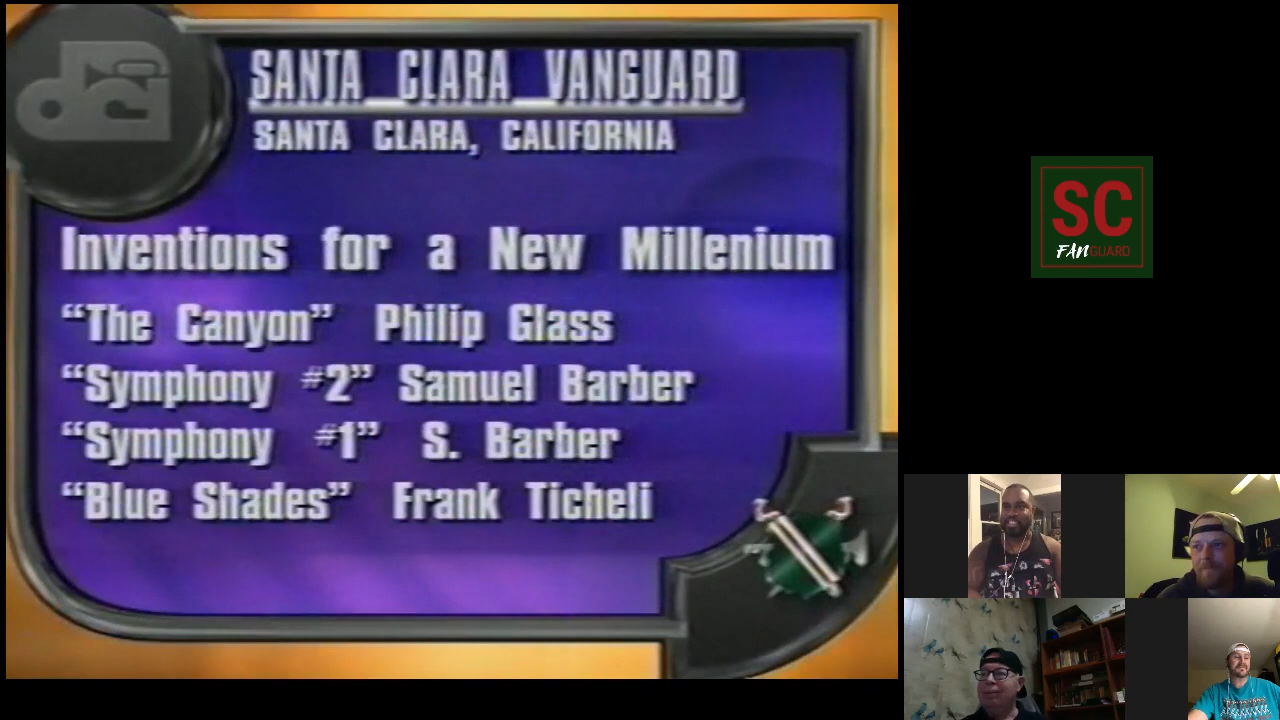 dci
SANTA CLARA VANGUARD
SANTA CLARA, CALIFORNIA
Inventions for a New Millenium
“The Canyon” Philip Glass
“Symphony #2” Samuel Barber
“Symphony #1” S. Barber
“Blue Shades” Frank Ticheli
SC
FANGUARD